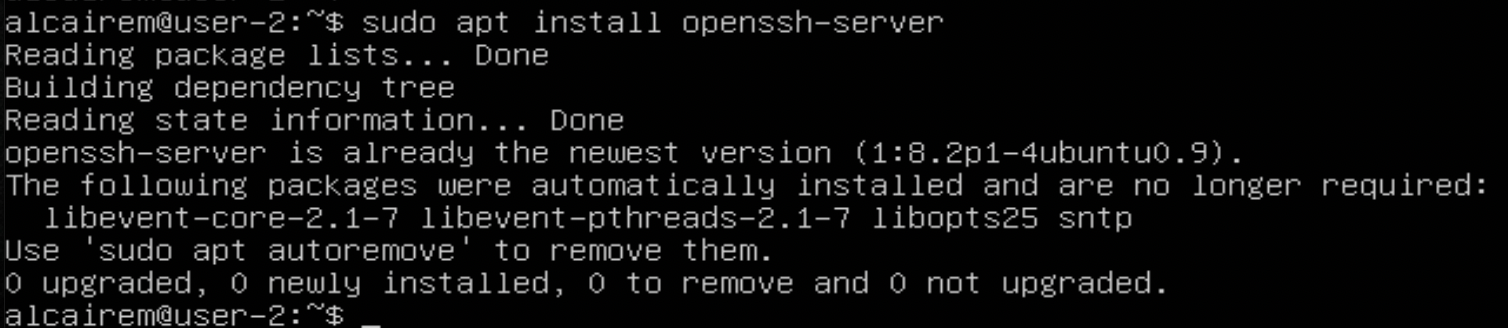 alcairem@user-2:~$ sudo apt install openssh-server
Reading package lists... Done
Building dependency tree
Reading state information... Done
openssh-server is already the newest version (1:8.2p1-4ubuntu0.9).
The following packages were automatically installed and are no longer required:
  libevent-core-2.1-7 libevent-pthreads-2.1-7 libopts25 sntp
Use 'sudo apt autoremove' to remove them.
0 upgraded, 0 newly installed, 0 to remove and 0 not upgraded.
alcairem@user-2:~$ _